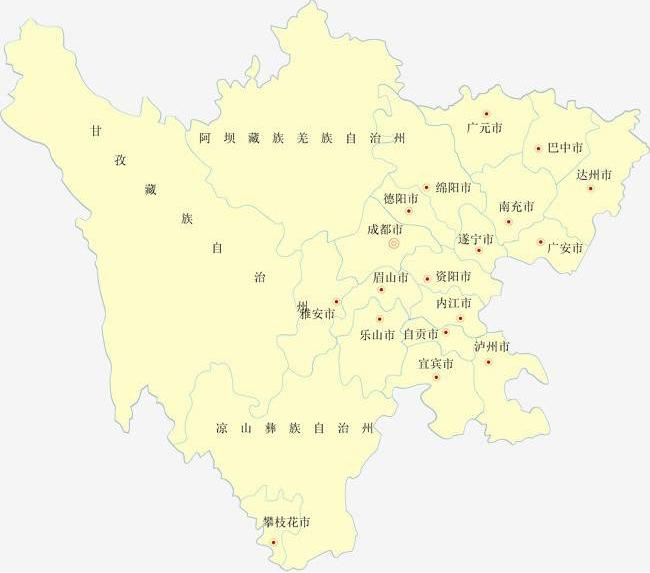 广元市
甘孜藏族自治州
阿坝藏族羌族自治州
巴中市
达州市
绵阳市
德阳市
南充市
成都市
遂宁市
广安市
眉山市
资阳市
内江市
雅安市
乐山市
自贡市
泸州市
宜宾市
凉山彝族自治州
攀枝花市